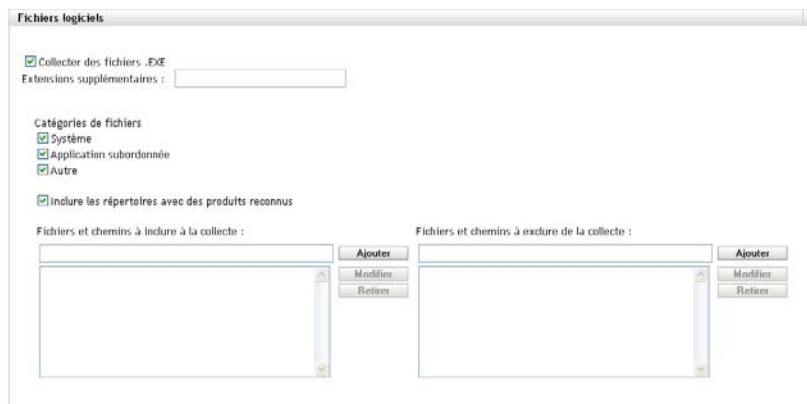 Fichiers logiciels
Collecter des fichiers .EXE
Extensions supplémentaires :
Catégories de fichiers
Système
Application subordonnée
Autre
Inclure les répertoires avec des produits reconnus
Fichiers et chemins à inclure à la collecte :
Fichiers et chemins à exclure de la collecte :
Ajouter
Ajouter
Modifier
Modifier
Retirer
Retirer